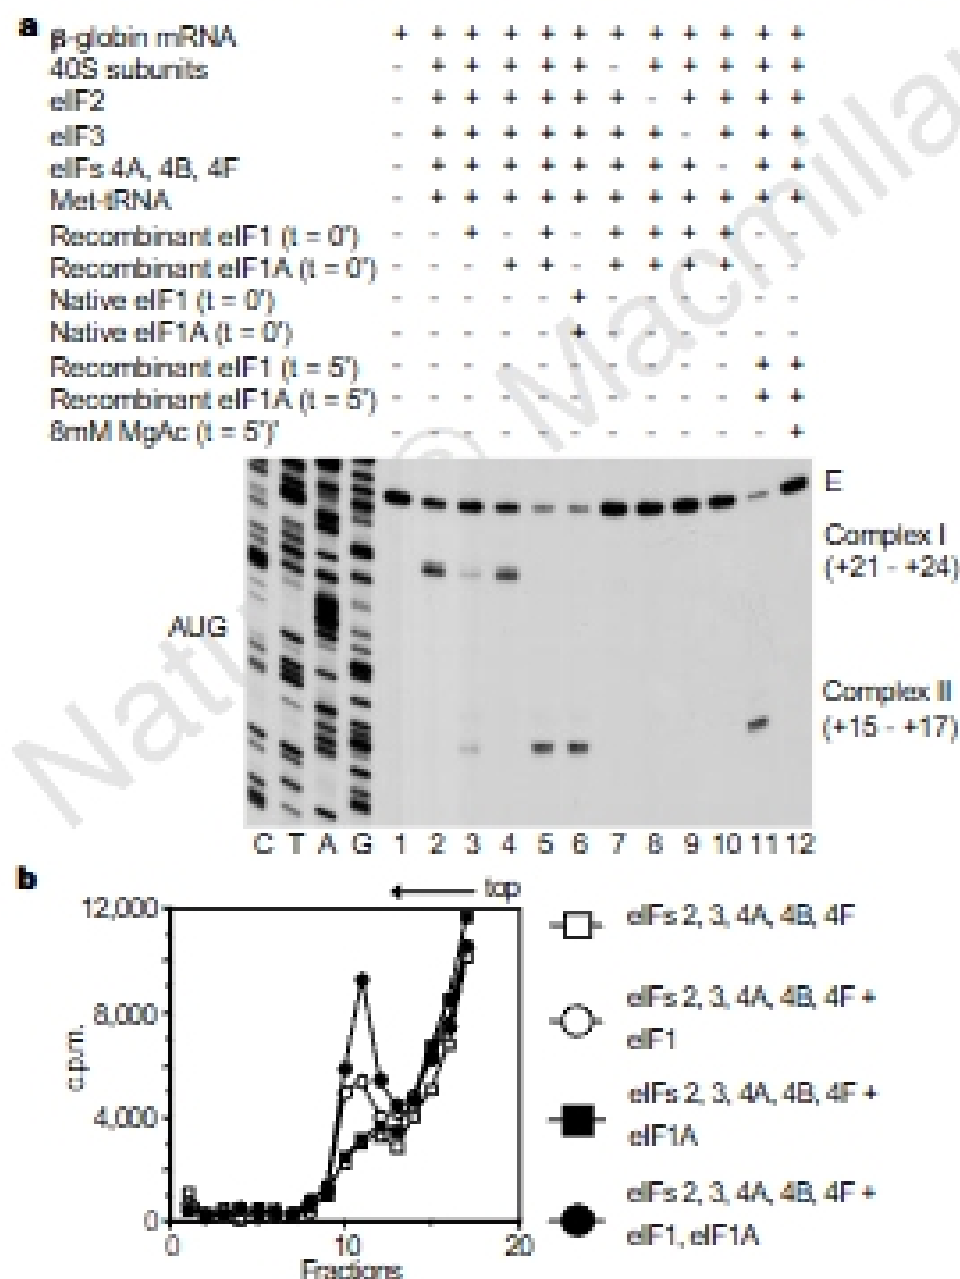 a
β-globin mRNA + + + + + + + + + + + +
40S subunits - + + + + + - + + + + +
eIF2 - + + + + + + - + + + +
eIF3 - + + + + + + + - + + +
eIFs 4A, 4B, 4F - + + + + + + + + - + +
Met-tRNA - + + + + + + + + + + +
Recombinant eIF1 (t = 0') - - + - + - + + + + - -
Recombinant eIF1A (t = 0') - - - + + - + + + + - -
Native eIF1 (t = 0') - - - - - + - - - - - -
Native eIF1A (t = 0') - - - - - + - - - - - -
Recombinant eIF1 (t = 5') - - - - - - - - - - + +
Recombinant eIF1A (t = 5') - - - - - - - - - - + +
8mM MgAc (t = 5')' - - - - - - - - - - - +
E
Complex I
(+21 - +24)
AUG
Complex II
(+15 - +17)
C T A G 1 2 3 4 5 6 7 8 9 10 11 12
b
top
12,000
8,000
4,000
0
c.p.m.
0 10 20
Fractions
eIFs 2, 3, 4A, 4B, 4F
eIFs 2, 3, 4A, 4B, 4F +
eIF1
eIFs 2, 3, 4A, 4B, 4F +
eIF1A
eIFs 2, 3, 4A, 4B, 4F +
eIF1, eIF1A
© Macmilla